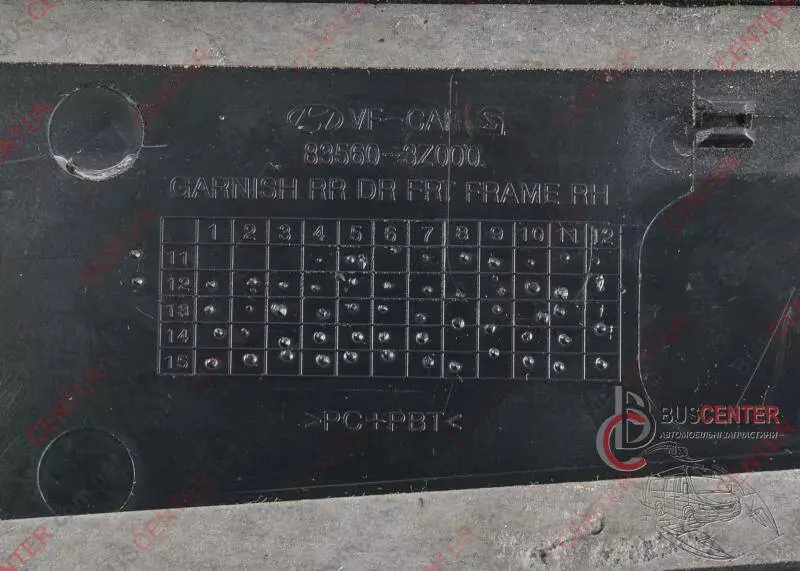 VF-CAR
83560-3Z000
GARNISH RR DR FRT FRAME RH
1 2 3 4 5 6 7 8 9 10 11 12
11
12
13
14
15
>PC+PBT<
BUSCENTER
АВТОМОБІЛЬНІ ЗАПЧАСТИНИ